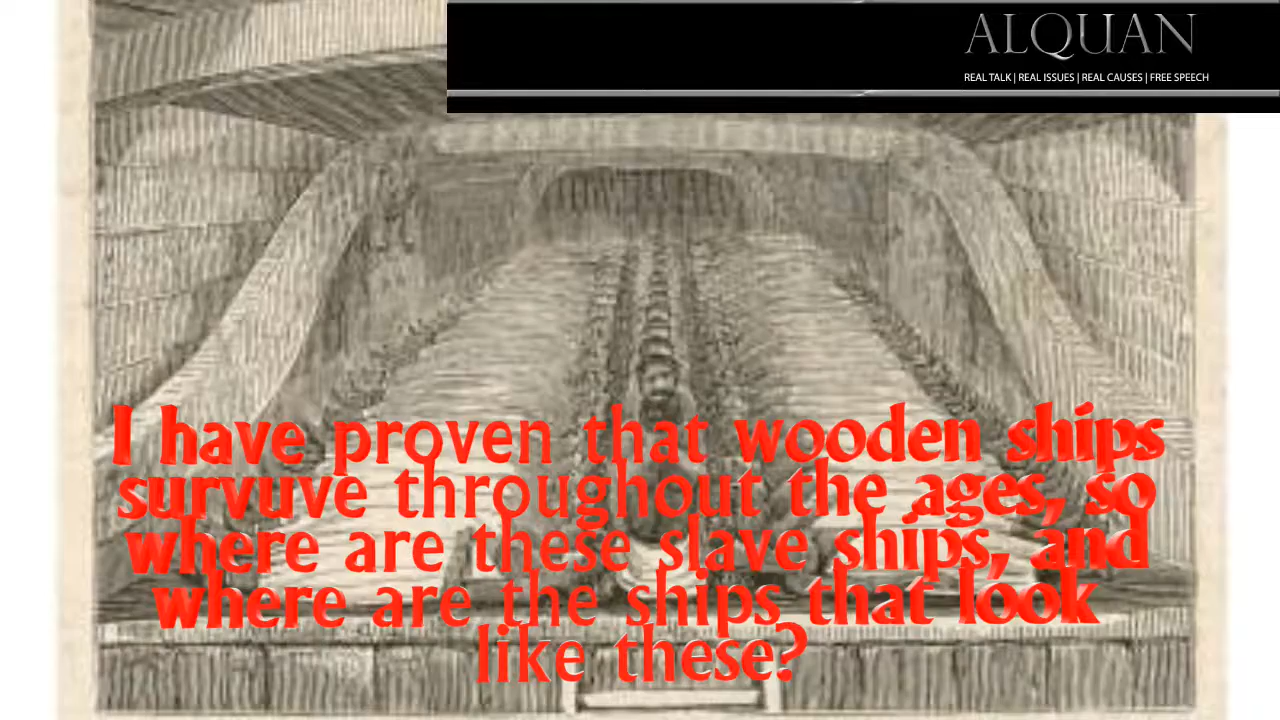 ALQUAN
REAL TALK | REAL ISSUES | REAL CAUSES | FREE SPEECH
I have proven that wooden ships
survuve throughout the ages, so
where are these slave ships, and
where are the ships that look
like these?